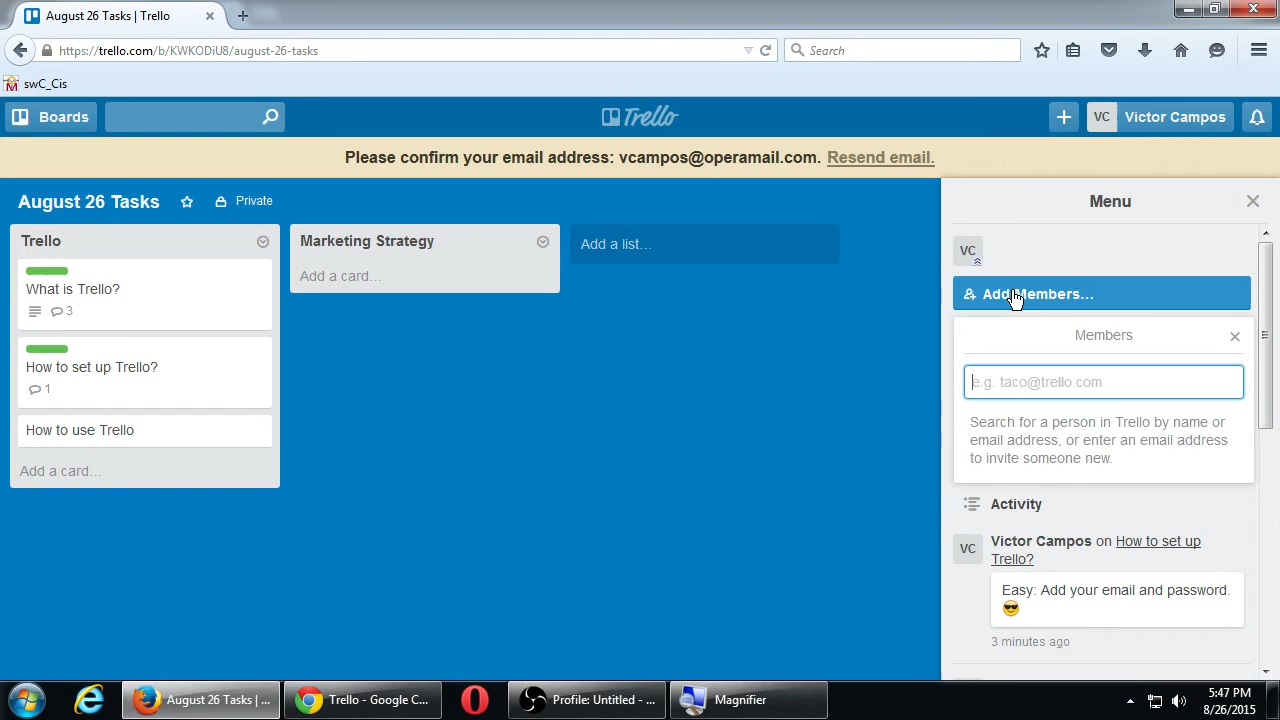 August 26 Tasks | Trello
https://trello.com/b/KWKODiU8/august-26-tasks
Search
swC_Cis
Boards
Trello
VC
Victor Campos
Please confirm your email address: vcampos@operamail.com. Resend email.
August 26 Tasks
Private
Menu
Trello
What is Trello?
3
How to set up Trello?
1
How to use Trello
Add a card...
Marketing Strategy
Add a card...
Add a list...
VC
Add Members...
Members
e.g. taco@trello.com
Search for a person in Trello by name or
email address, or enter an email address
to invite someone new.
Activity
VC
Victor Campos on How to set up
Trello?
Easy: Add your email and password.
😎
3 minutes ago
August 26 Tasks | ...
Trello - Google C...
Profile: Untitled - ...
Magnifier
5:47 PM
8/26/2015